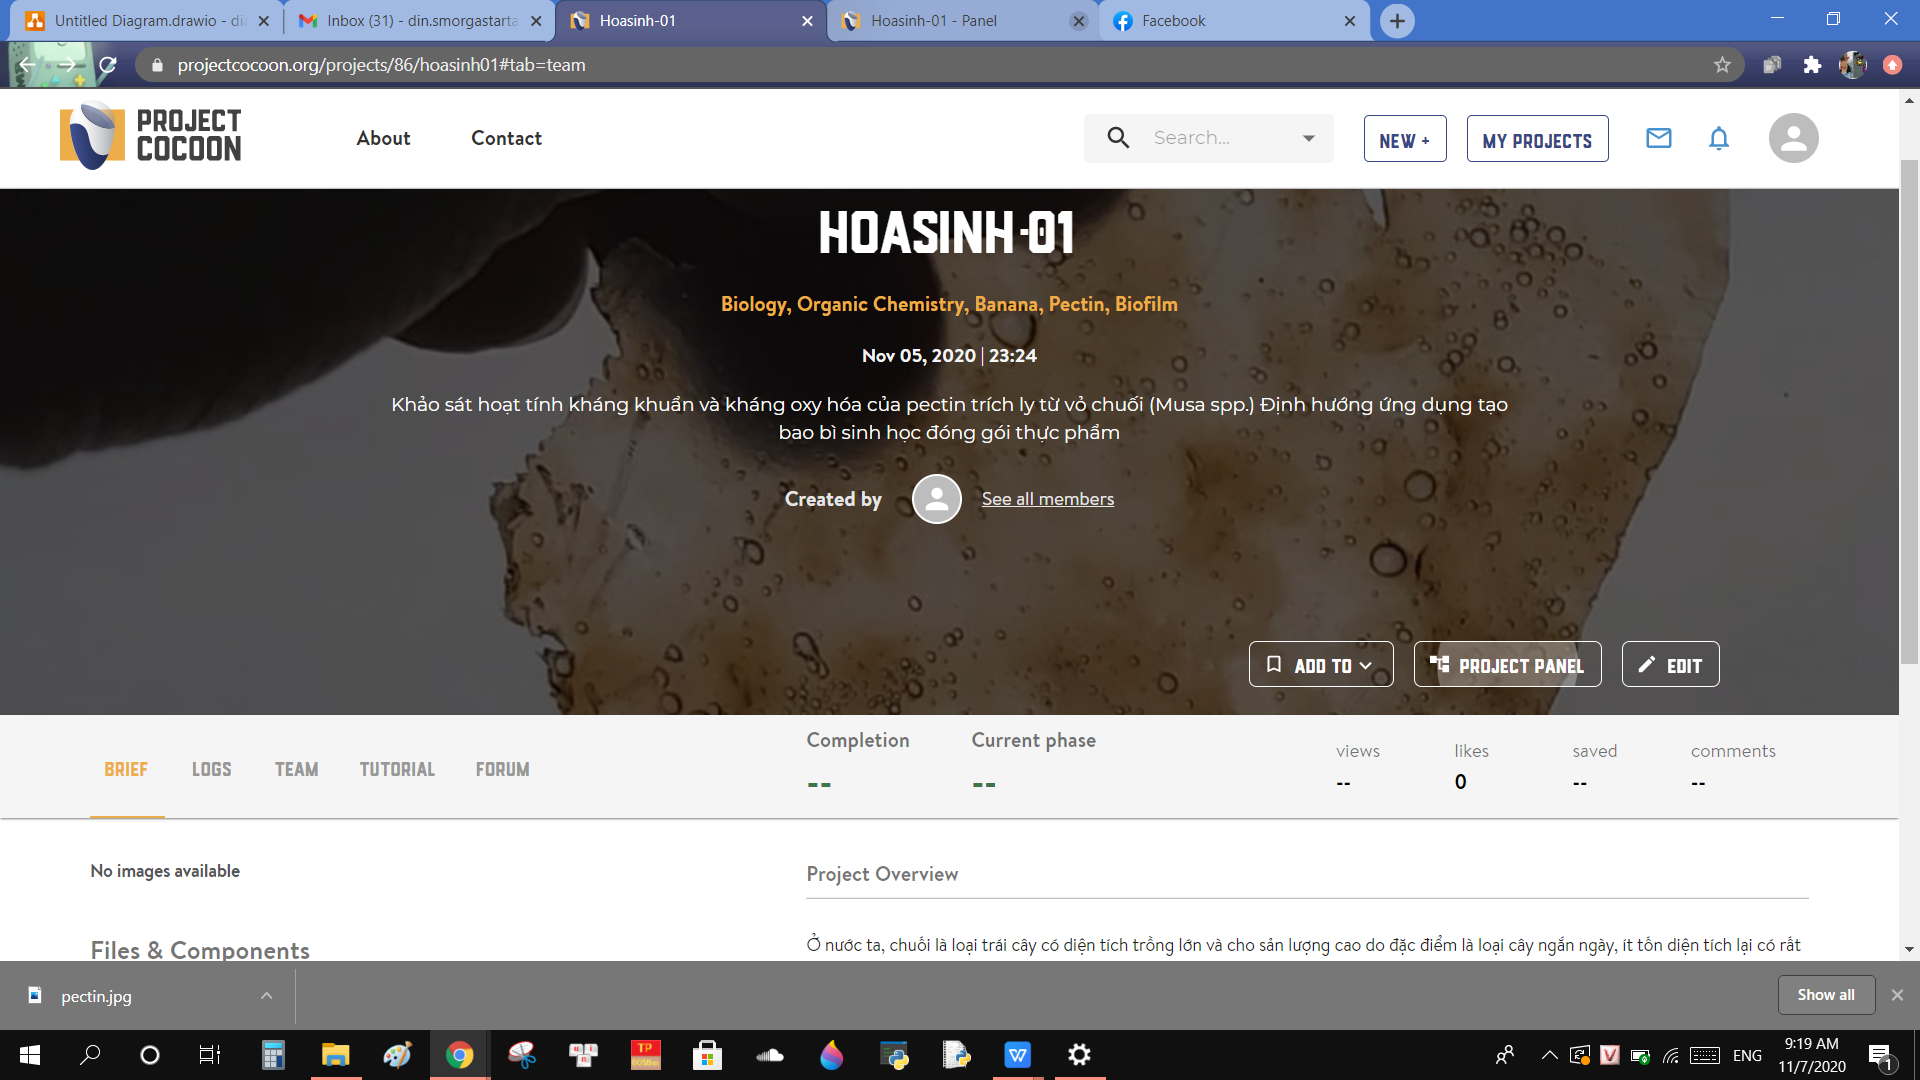 Untitled Diagram.drawio - dia
Inbox (31) - din.smorgastarta
Hoasinh-01
Hoasinh-01 - Panel
Facebook
projectcocoon.org/projects/86/hoasinh01#tab=team
PROJECT
COCOON
About
Contact
Search...
NEW +
MY PROJECTS
HOASINH-01
Biology, Organic Chemistry, Banana, Pectin, Biofilm
Nov 05, 2020 | 23:24
Khảo sát hoạt tính kháng khuẩn và kháng oxy hóa của pectin trích ly từ vỏ chuối (Musa spp.) Định hướng ứng dụng tạo
bao bì sinh học đóng gói thực phẩm
Created by
See all members
ADD TO
PROJECT PANEL
EDIT
BRIEF
LOGS
TEAM
TUTORIAL
FORUM
Completion
--
Current phase
--
views
--
likes
0
saved
--
comments
--
No images available
Files & Components
Project Overview
Ở nước ta, chuối là loại trái cây có diện tích trồng lớn và cho sản lượng cao do đặc điểm là loại cây ngắn ngày, ít tốn diện tích lại có rất
pectin.jpg
Show all
ENG
9:19 AM
11/7/2020
1